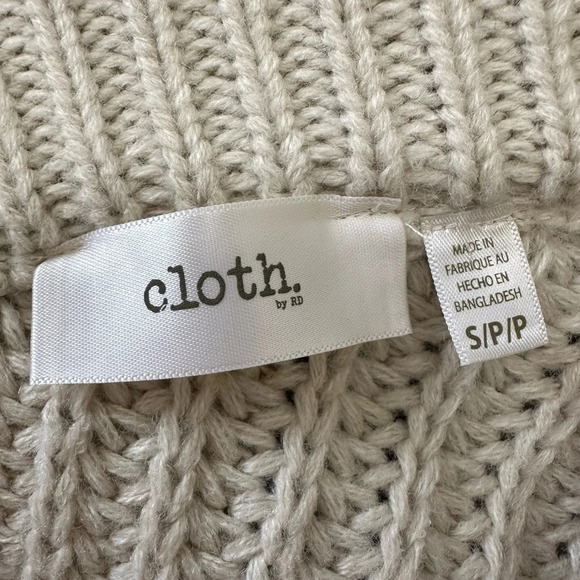 cloth.
by RD
MADE IN
FABRIQUE AU
HECHO EN
BANGLADESH
S/P/P